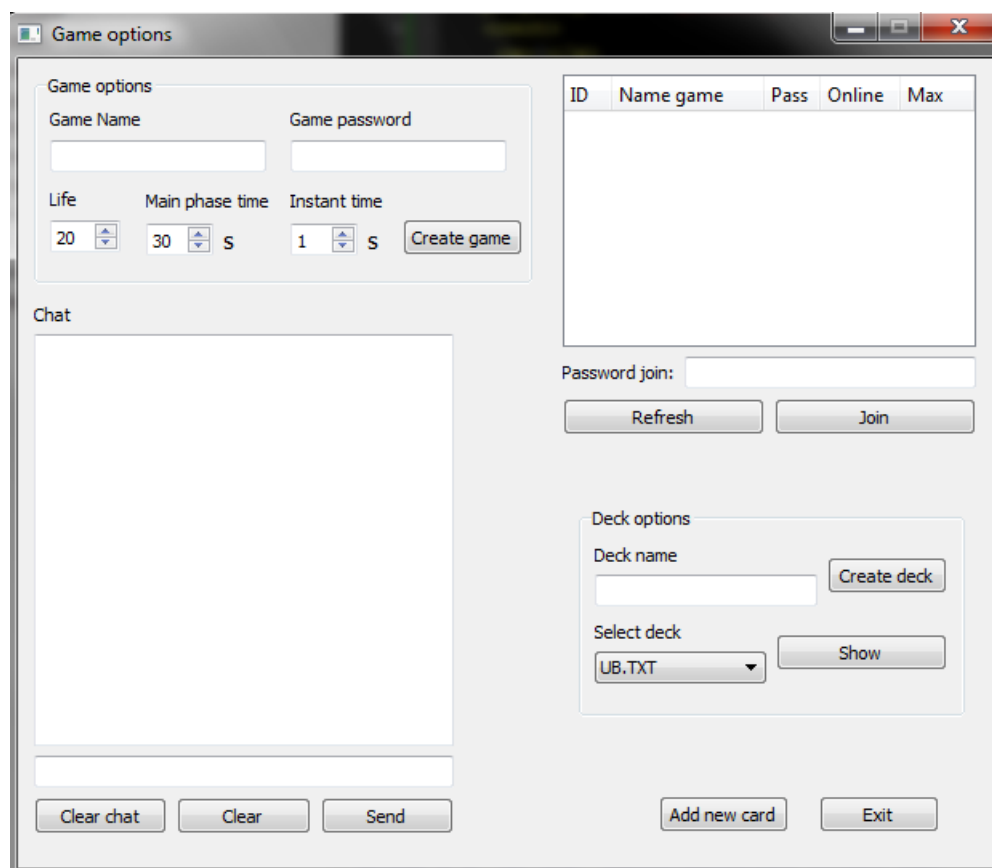 Game options
Game options
Game Name Game password
Life Main phase time Instant time
20 30 s 1 s Create game
ID Name game Pass Online Max
Password join:
Refresh Join
Chat
Clear chat Clear Send
Deck options
Deck name
Create deck
Select deck
UB.TXT Show
Add new card Exit